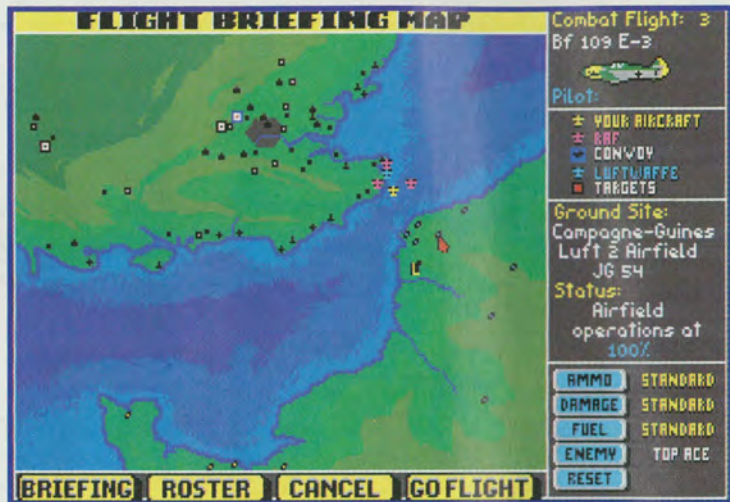 FLIGHT BRIEFING MAP
Combat Flight: 3
Bf 109 E-3
Pilot:
YOUR AIRCRAFT
RAF
CONVOY
LUFTWAFFE
TARGETS
Ground Site:
Campagne-Guines
Luft 2 Airfield
JG 54
Status:
Airfield
operations at
100%
AMMO STANDARD
DAMAGE STANDARD
FUEL STANDARD
ENEMY TOP ACE
RESET
BRIEFING ROSTER CANCEL GO FLIGHT